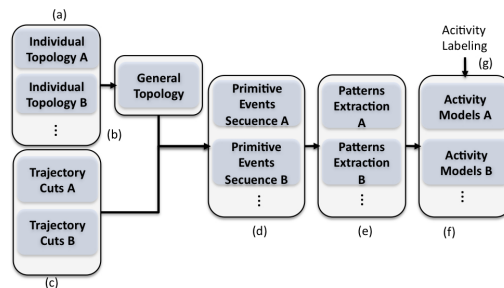 (a)
Individual
Topology A
Individual
Topology B
⋮
(b)
General
Topology
Trajectory
Cuts A
Trajectory
Cuts B
(c)
Primitive
Events
Secuence A
Primitive
Events
Secuence B
⋮
(d)
Patterns
Extraction
A
Patterns
Extraction
B
⋮
(e)
Acitivity
Labeling
(g)
Activity
Models A
Activity
Models B
⋮
(f)